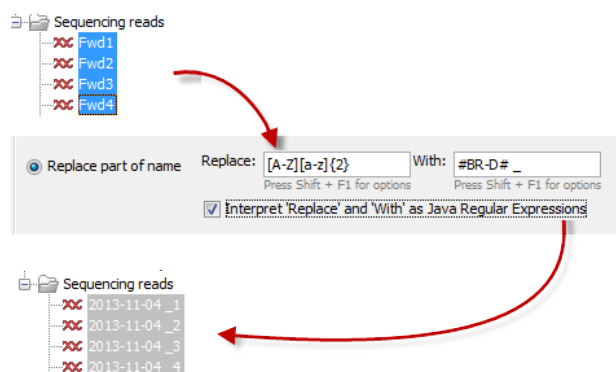 Sequencing reads
Fwd1
Fwd2
Fwd3
Fwd4
Replace part of name Replace: [A-Z][a-z]{2} With: #BR-D# _
Press Shift + F1 for options Press Shift + F1 for options
Interpret 'Replace' and 'With' as Java Regular Expressions
Sequencing reads
2013-11-04 _1
2013-11-04 _2
2013-11-04 _3
2013-11-04 _4